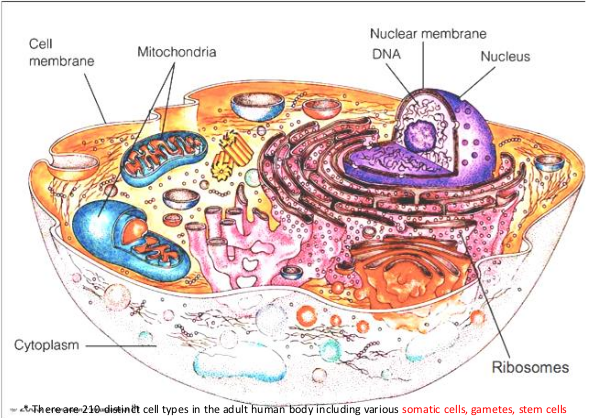 Nuclear membrane
Cell
membrane
Mitochondria
DNA
Nucleus
Cytoplasm
Ribosomes
* There are 210 distinct cell types in the adult human body including various somatic cells, gametes, stem cells